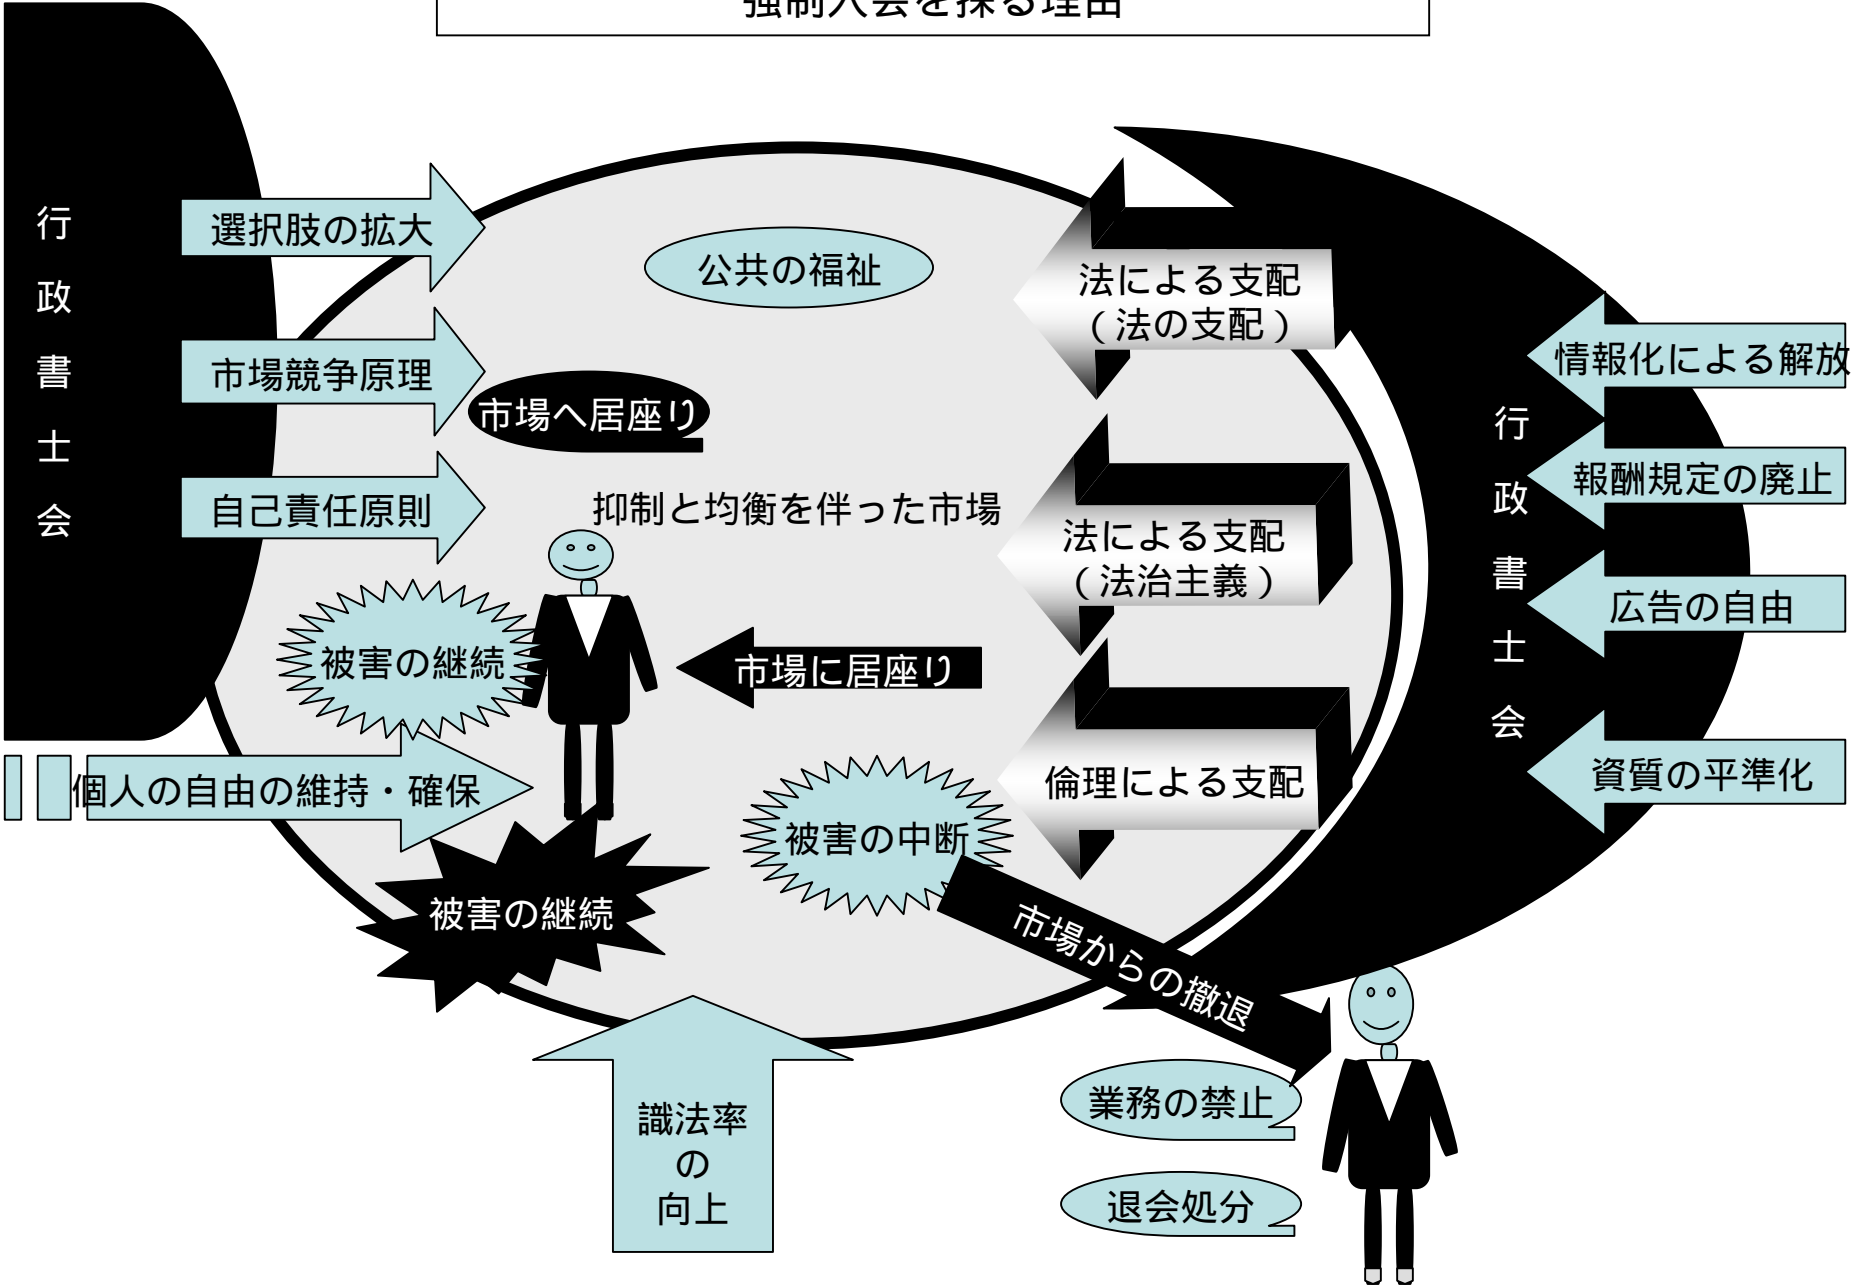 強制入会を採る理由
行政書士会
選択肢の拡大
市場競争原理
自己責任原則
公共の福祉
市場へ居座り
抑制と均衡を伴った市場
法による支配
（法の支配）
法による支配
（法治主義）
倫理による支配
行政書士会
情報化による解放
報酬規定の廃止
広告の自由
資質の平準化
被害の継続
市場に居座り
個人の自由の維持・確保
被害の中断
被害の継続
市場からの撤退
識法率
の
向上
業務の禁止
退会処分